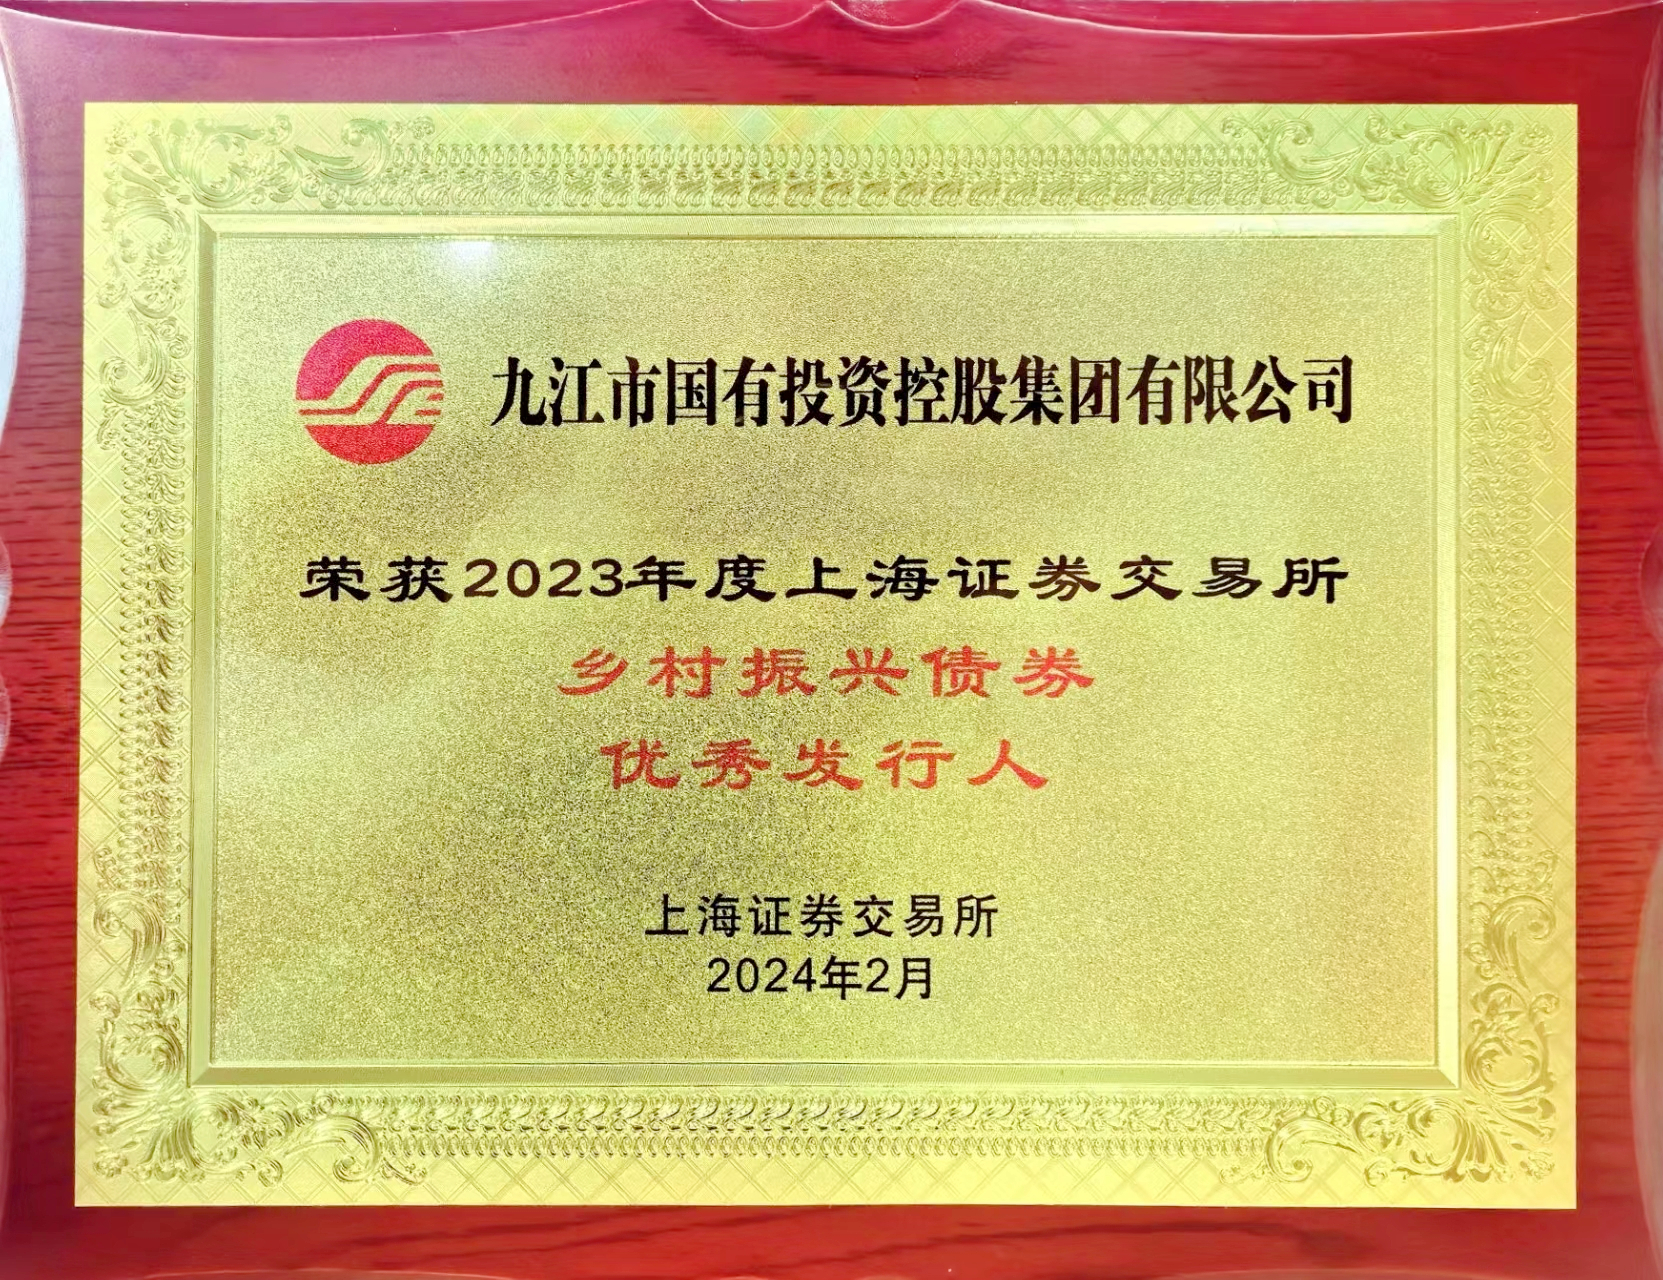 九江市国有投资控股集团有限公司
荣获2023年度上海证券交易所
乡村振兴债券
优秀发行人
上海证券交易所
2024年2月